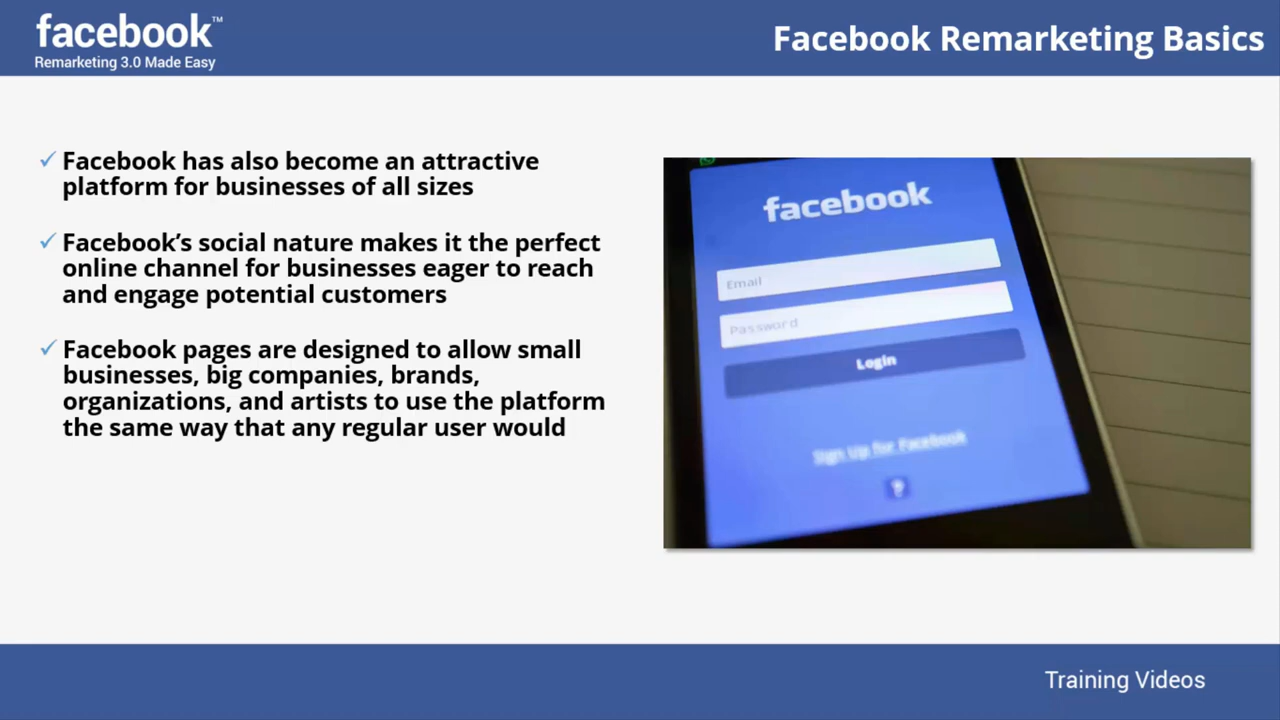 facebook™
Remarketing 3.0 Made Easy
Facebook Remarketing Basics
✓ Facebook has also become an attractive
platform for businesses of all sizes
✓ Facebook’s social nature makes it the perfect
online channel for businesses eager to reach
and engage potential customers
✓ Facebook pages are designed to allow small
businesses, big companies, brands,
organizations, and artists to use the platform
the same way that any regular user would
facebook
Email
Password
Login
Sign Up for Facebook
?
Training Videos